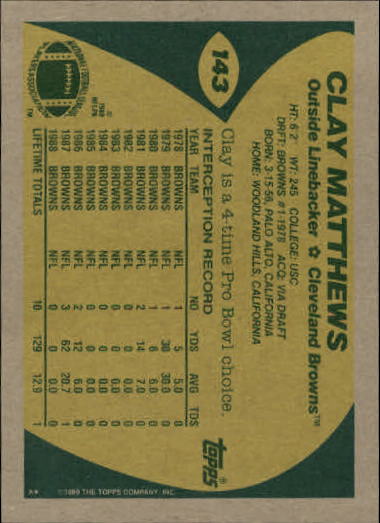 143
CLAY MATTHEWS
Outside Linebacker ✩ Cleveland Browns™
HT: 6'2" WT: 245 COLLEGE: USC
DRFT: BROWNS #1-1978 ACQ: VIA DRAFT
BORN: 3-15-56, PALO ALTO, CALIFORNIA
HOME: WOODLAND HILLS, CALIFORNIA
Clay is a 4-time Pro Bowl choice.
topps®
INTERCEPTION RECORD
YEAR TEAM NO YDS AVG TDS
1978 BROWNS NFL 1 5 5.0 0
1979 BROWNS NFL 1 30 30.0 0
1980 BROWNS NFL 1 6 6.0 0
1981 BROWNS NFL 2 14 7.0 0
1982 BROWNS NFL 0 0 0.0 0
1983 BROWNS NFL 0 0 0.0 0
1984 BROWNS NFL 0 0 0.0 0
1985 BROWNS NFL 0 0 0.0 0
1986 BROWNS NFL 2 12 6.0 0
1987 BROWNS NFL 3 62 20.7 1
1988 BROWNS NFL 0 0 0.0 0
LIFETIME TOTALS 10 129 12.9 1
©
1988
NFLPA
TM
©1989 THE TOPPS COMPANY, INC.